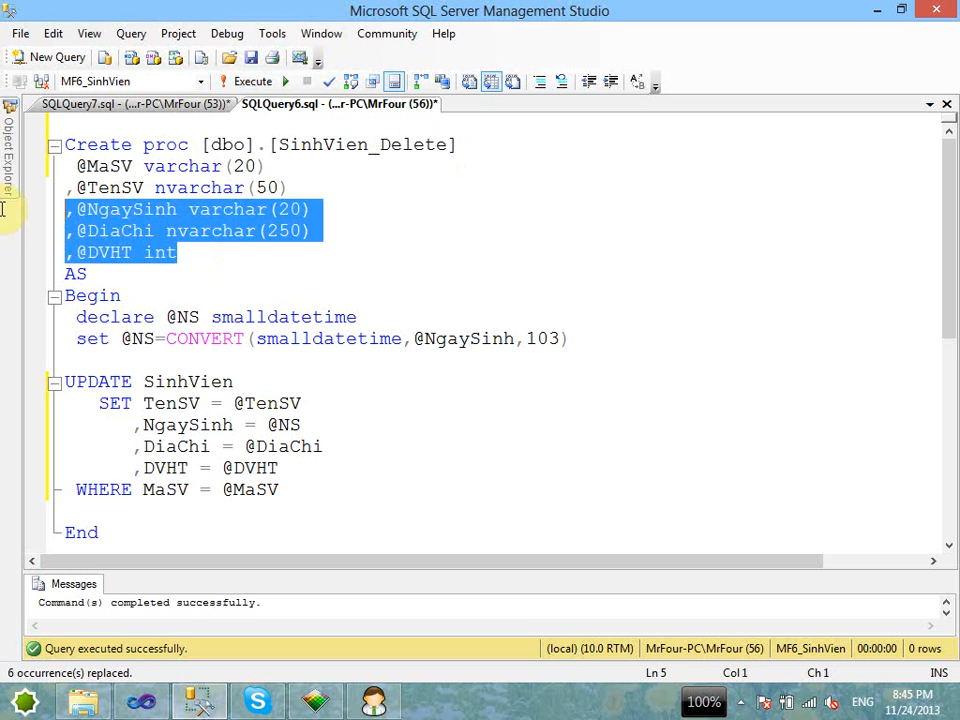 Microsoft SQL Server Management Studio
File Edit View Query Project Debug Tools Window Community Help
New Query
MF6_SinhVien Execute
SQLQuery7.sql - (...r-PC\MrFour (53))* SQLQuery6.sql - (...r-PC\MrFour (56))*
Object Explorer
Create proc [dbo].[SinhVien_Delete]
@MaSV varchar(20)
,@TenSV nvarchar(50)
,@NgaySinh varchar(20)
,@DiaChi nvarchar(250)
,@DVHT int
AS
Begin
declare @NS smalldatetime
set @NS=CONVERT(smalldatetime,@NgaySinh,103)
UPDATE SinhVien
SET TenSV = @TenSV
,NgaySinh = @NS
,DiaChi = @DiaChi
,DVHT = @DVHT
WHERE MaSV = @MaSV
End
Messages
Command(s) completed successfully.
Query executed successfully. (local) (10.0 RTM) MrFour-PC\MrFour (56) MF6_SinhVien 00:00:00 0 rows
6 occurrence(s) replaced. Ln 5 Col 1 Ch 1 INS
100% ENG 8:45 PM
11/24/2013